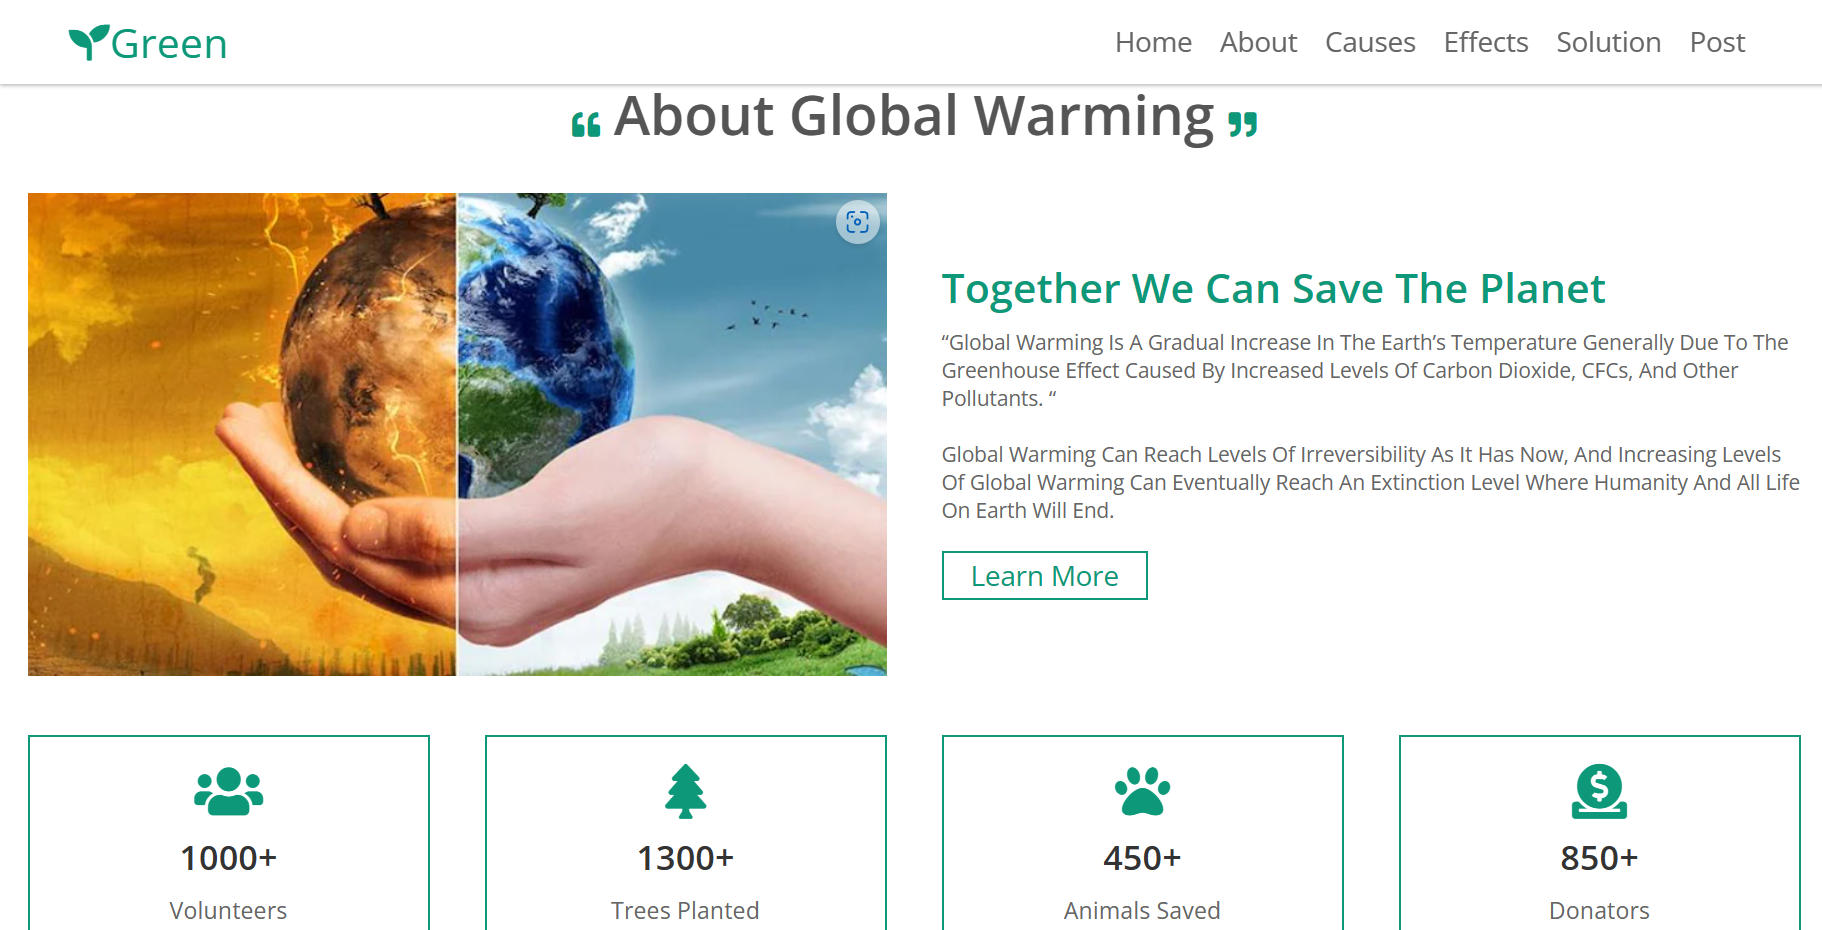 Green
Home About Causes Effects Solution Post
“ About Global Warming ”
Together We Can Save The Planet
“Global Warming Is A Gradual Increase In The Earth’s Temperature Generally Due To The
Greenhouse Effect Caused By Increased Levels Of Carbon Dioxide, CFCs, And Other
Pollutants. “
Global Warming Can Reach Levels Of Irreversibility As It Has Now, And Increasing Levels
Of Global Warming Can Eventually Reach An Extinction Level Where Humanity And All Life
On Earth Will End.
Learn More
$
1000+
Volunteers
1300+
Trees Planted
450+
Animals Saved
850+
Donators